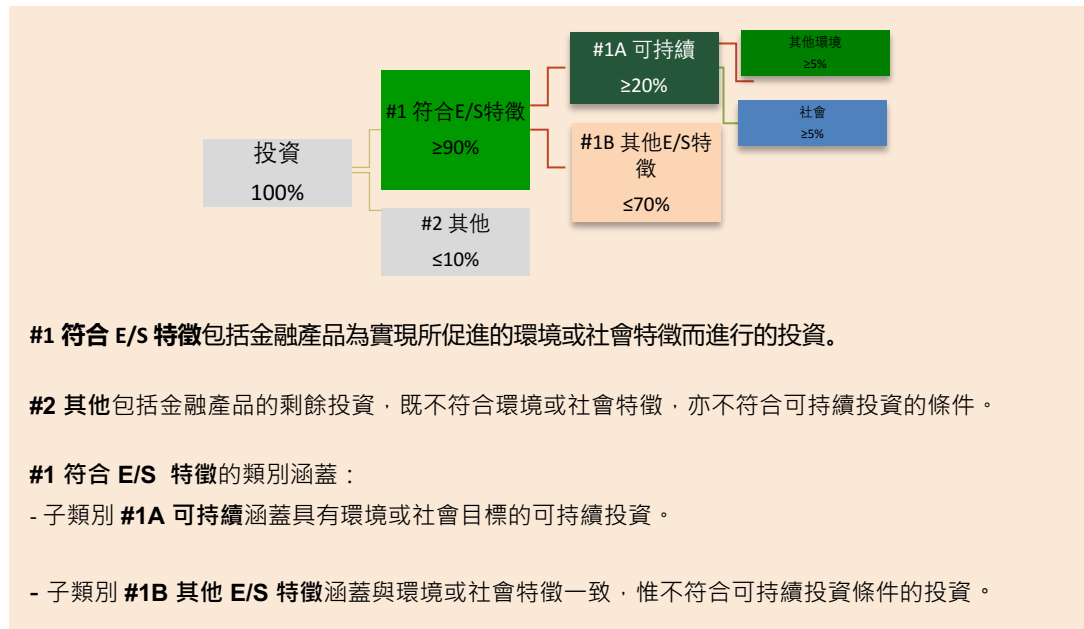 投資
100%
#1 符合E/S特徵
≥90%
#2 其他
≤10%
#1A 可持續
≥20%
#1B 其他E/S特
徵
≤70%
其他環境
≥5%
社會
≥5%
#1 符合 E/S 特徵包括金融產品為實現所促進的環境或社會特徵而進行的投資。
#2 其他包括金融產品的剩餘投資，既不符合環境或社會特徵，亦不符合可持續投資的條件。
#1 符合 E/S 特徵的類別涵蓋：
- 子類別 #1A 可持續涵蓋具有環境或社會目標的可持續投資。
- 子類別 #1B 其他 E/S 特徵涵蓋與環境或社會特徵一致，惟不符合可持續投資條件的投資。